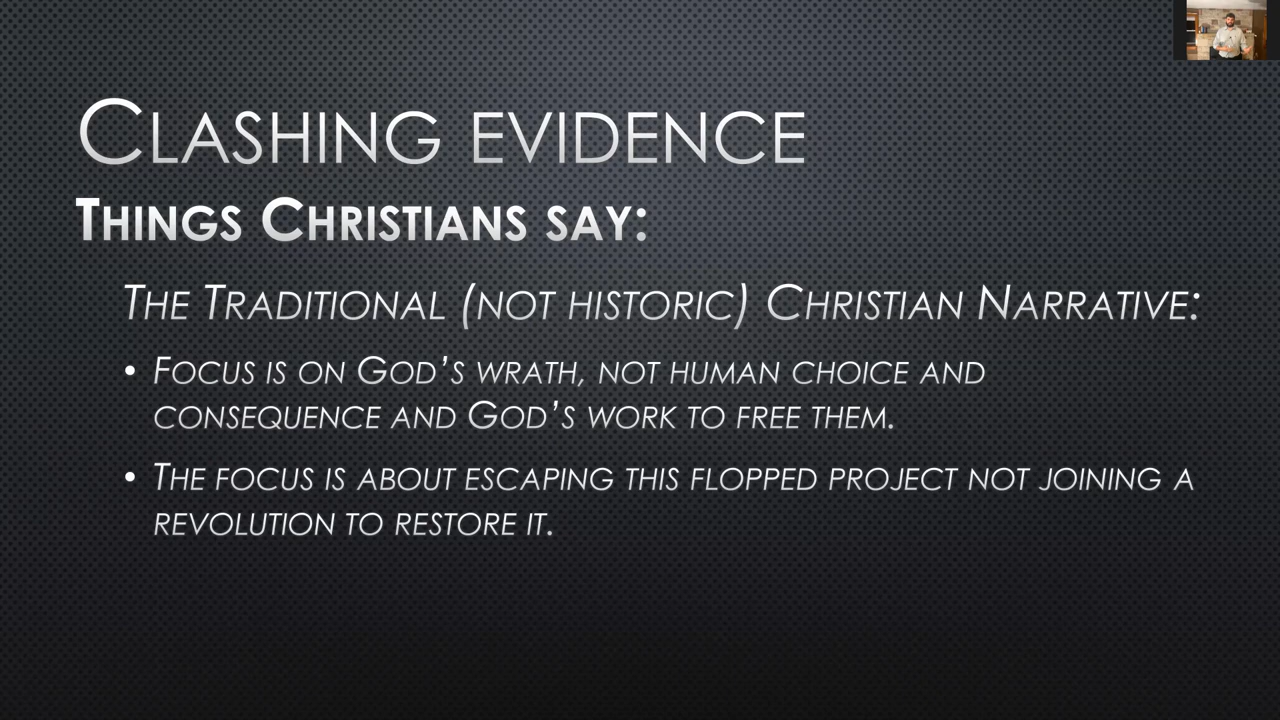 Clashing evidence
Things Christians say:
The Traditional (not historic) Christian Narrative:
• Focus is on God’s wrath, not human choice and
consequence and God’s work to free them.
• The focus is about escaping this flopped project not joining a
revolution to restore it.